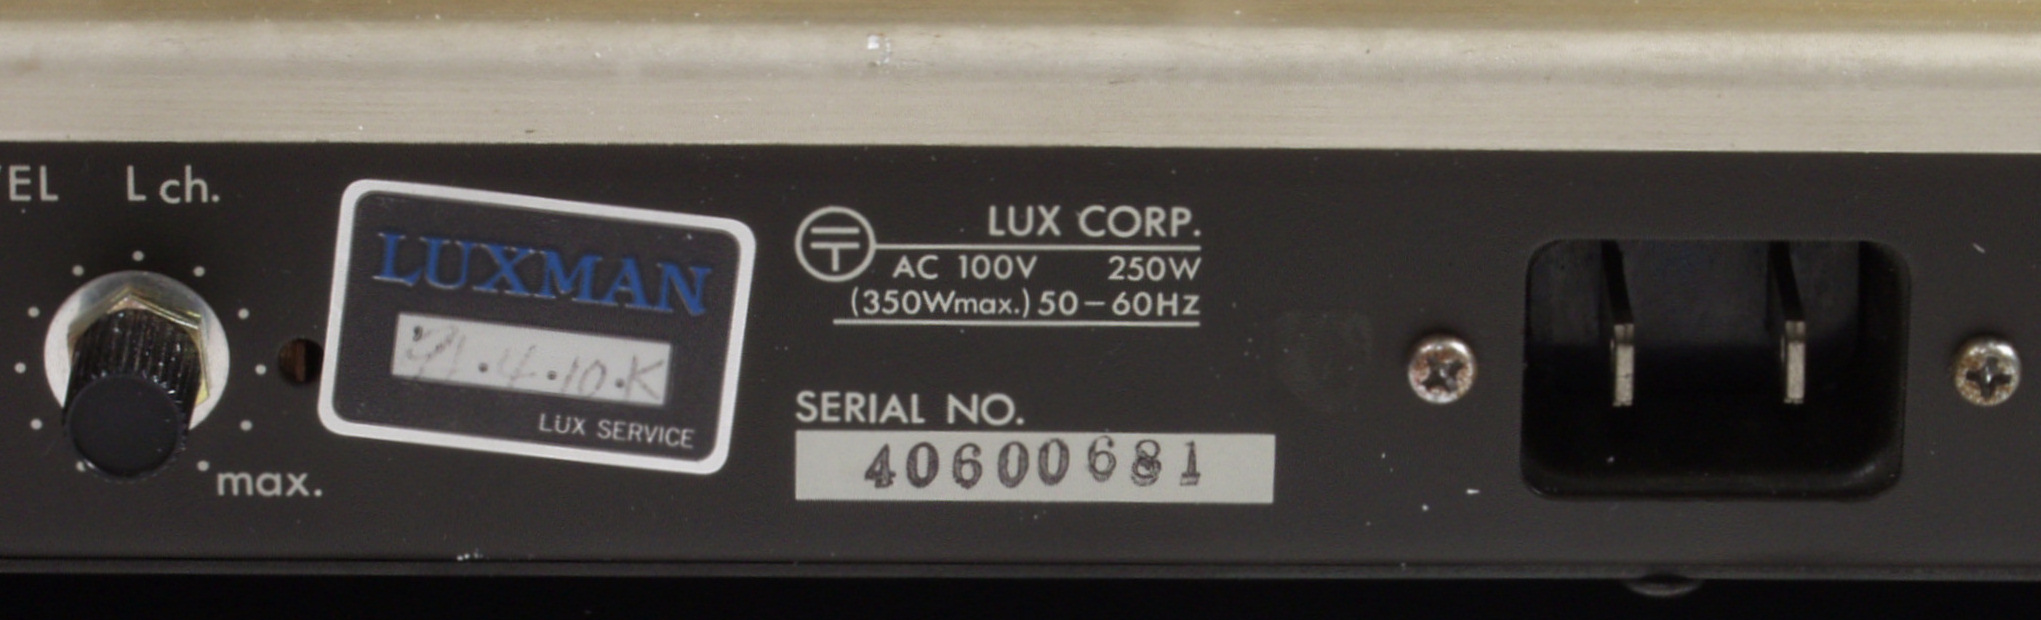 EL
L ch.
max.
LUXMAN
91.4.10.K
LUX SERVICE
LUX CORP.
AC 100V 250W
(350Wmax.) 50–60Hz
SERIAL NO.
40600681